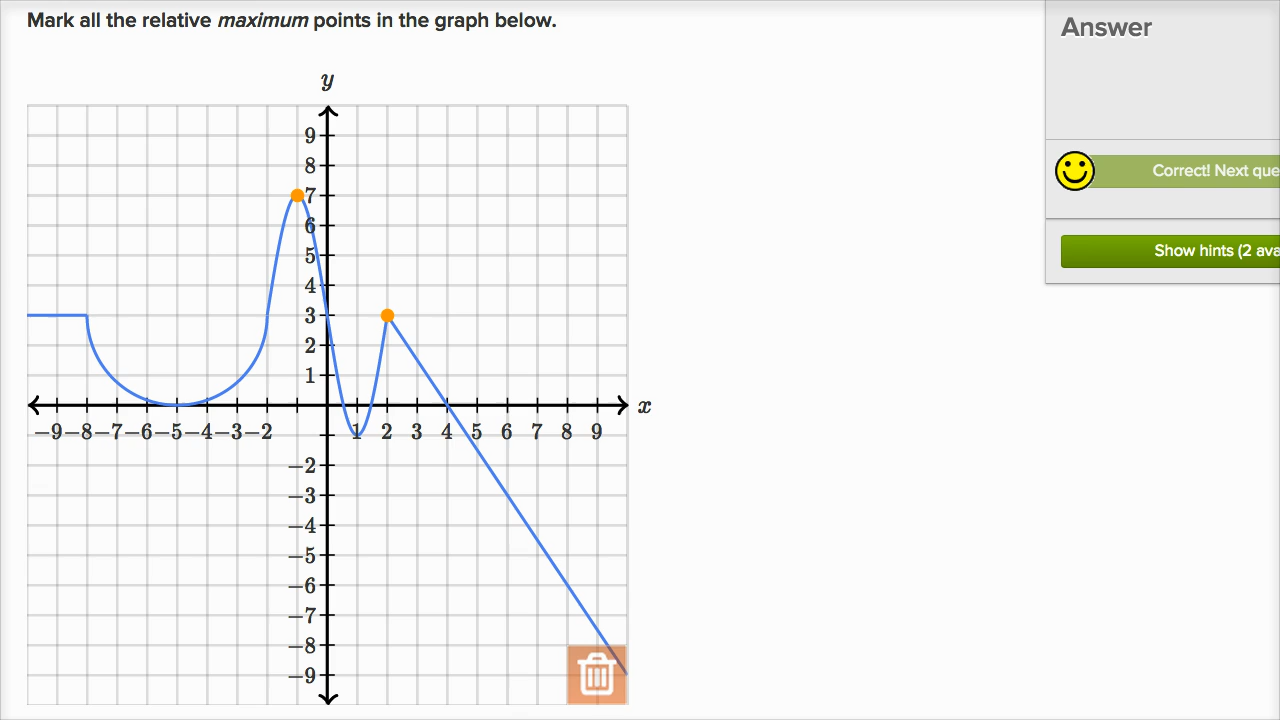 Mark all the relative maximum points in the graph below.
Answer
y
9
8
7
6
5
4
3
2
1
x
−9 −8 −7 −6 −5 −4 −3 −2 1 2 3 4 5 6 7 8 9
−2
−3
−4
−5
−6
−7
−8
−9
Correct! Next que
Show hints (2 ava